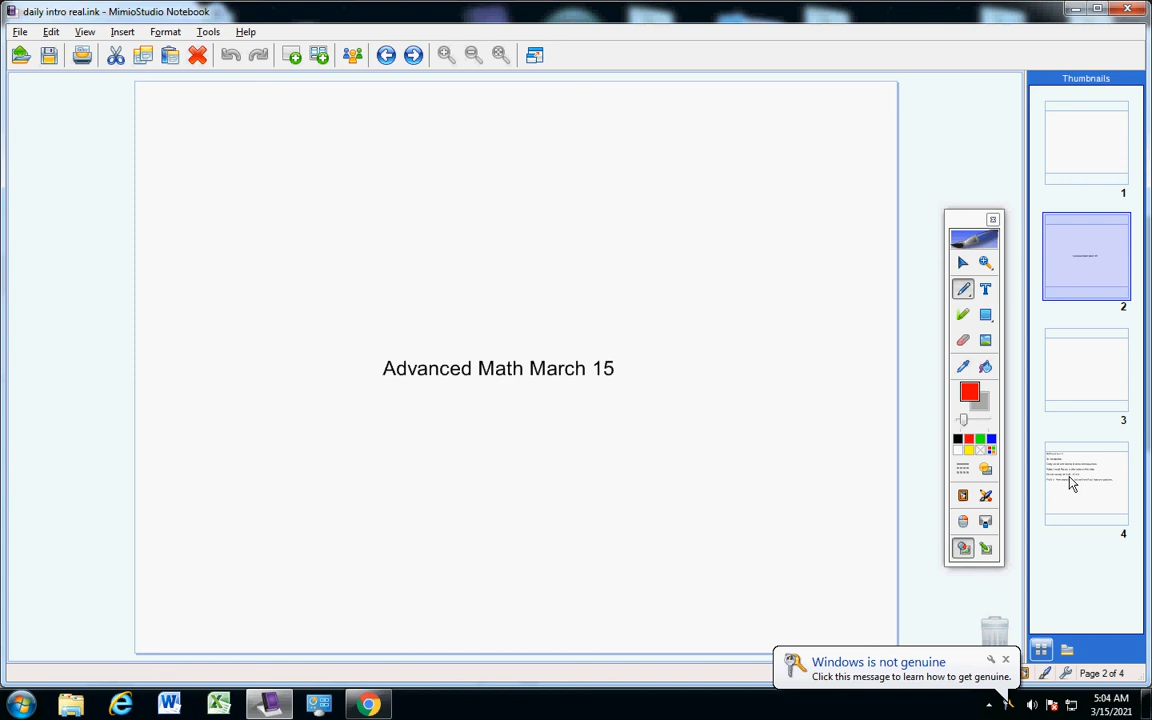 daily intro real.ink - MimioStudio Notebook
File Edit View Insert Format Tools Help
Thumbnails
1
2
3
4
Advanced Math March 15
Windows is not genuine
Click this message to learn how to get genuine.
Page 2 of 4
5:04 AM
3/15/2021